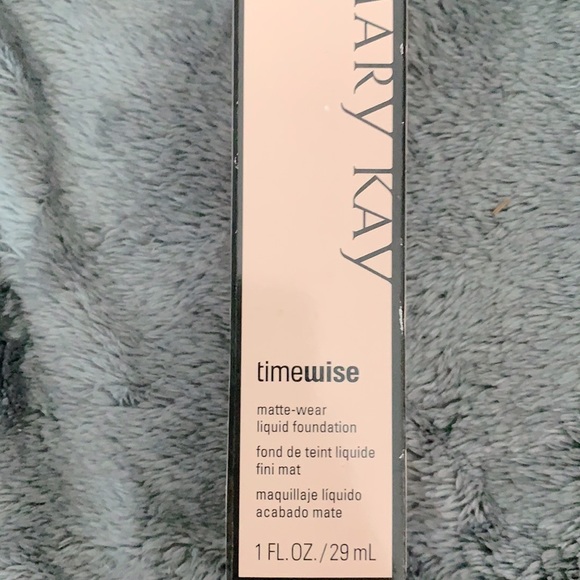 MARY KAY
timewise
matte-wear
liquid foundation
fond de teint liquide
fini mat
maquillaje líquido
acabado mate
1 FL.OZ./29 mL